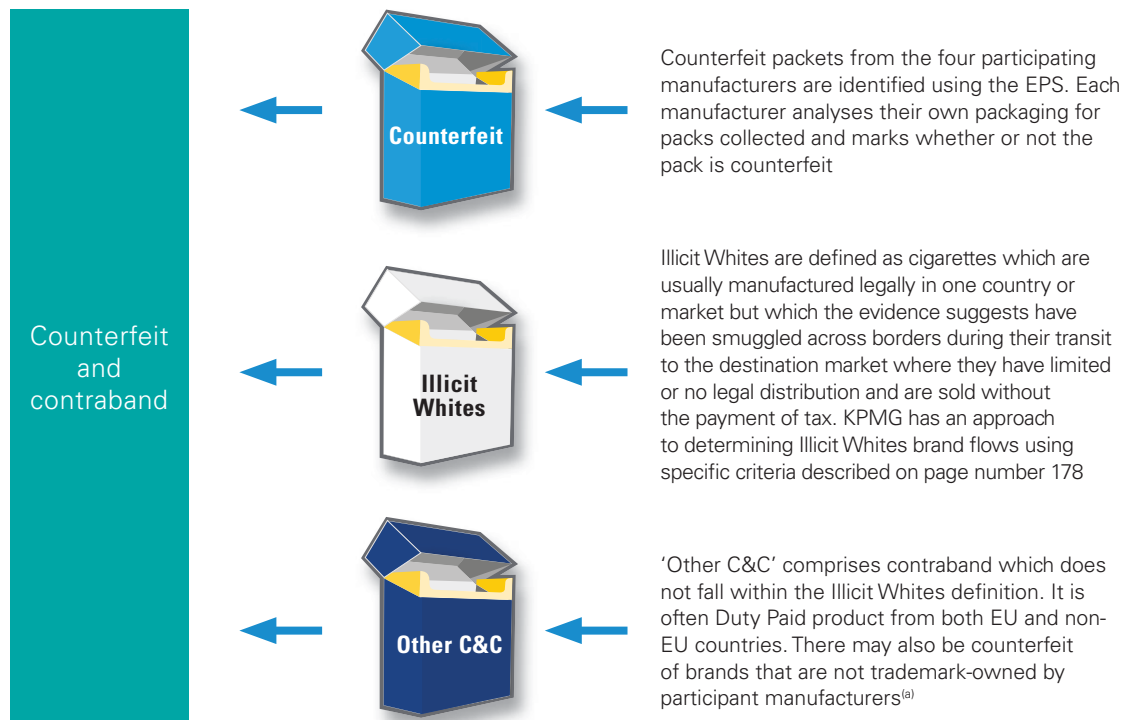 Counterfeit
and
contraband
Counterfeit
Counterfeit packets from the four participating
manufacturers are identified using the EPS. Each
manufacturer analyses their own packaging for
packs collected and marks whether or not the
pack is counterfeit
Illicit
Whites
Illicit Whites are defined as cigarettes which are
usually manufactured legally in one country or
market but which the evidence suggests have
been smuggled across borders during their transit
to the destination market where they have limited
or no legal distribution and are sold without
the payment of tax. KPMG has an approach
to determining Illicit Whites brand flows using
specific criteria described on page number 178
Other C&C
‘Other C&C’ comprises contraband which does
not fall within the Illicit Whites definition. It is
often Duty Paid product from both EU and non-
EU countries. There may also be counterfeit
of brands that are not trademark-owned by
participant manufacturers(a)